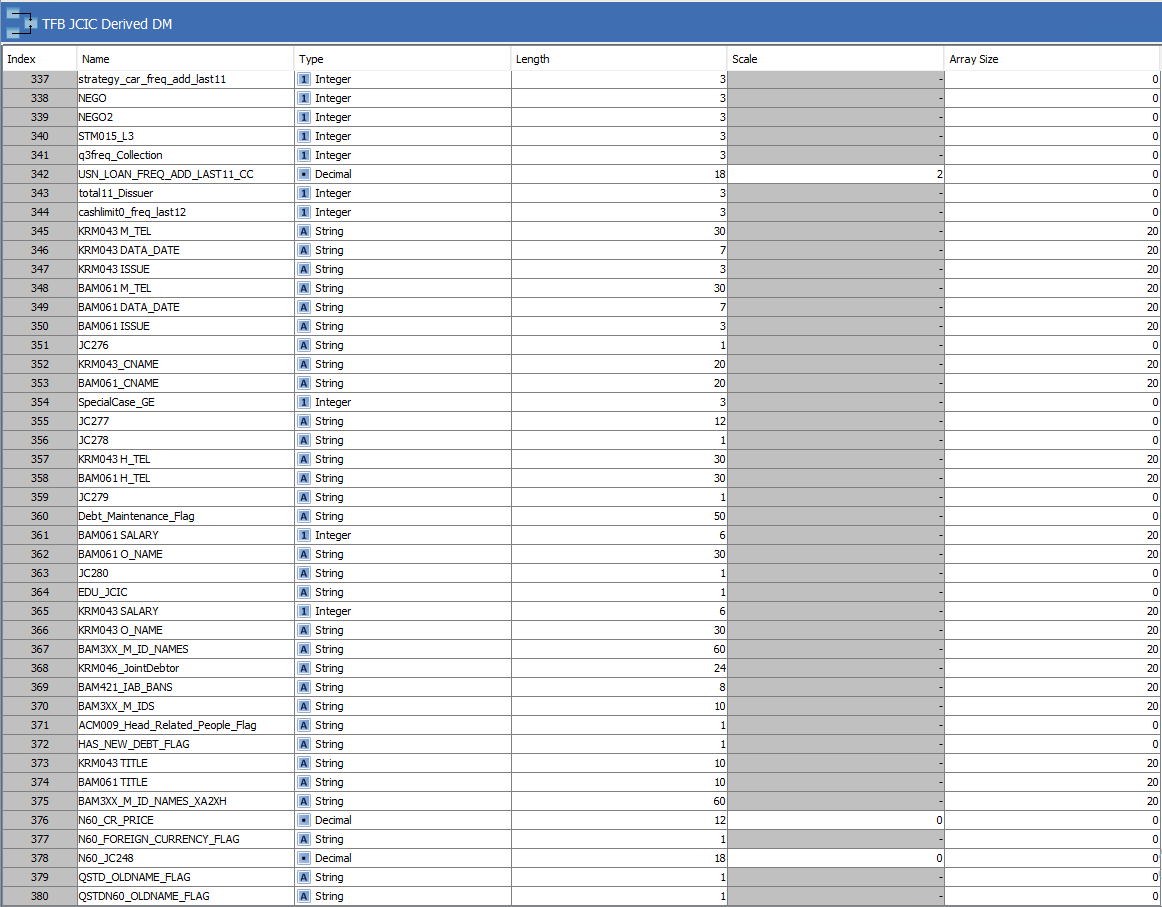 TFB JCIC Derived DM
Index Name Type Length Scale Array Size
337 strategy_car_freq_add_last11 1 Integer 3 - 0
338 NEGO 1 Integer 3 - 0
339 NEGO2 1 Integer 3 - 0
340 STM015_L3 1 Integer 3 - 0
341 q3freq_Collection 1 Integer 3 - 0
342 USN_LOAN_FREQ_ADD_LAST11_CC Decimal 18 2 0
343 total11_Dissuer 1 Integer 3 - 0
344 cashlimit0_freq_last12 1 Integer 3 - 0
345 KRM043 M_TEL A String 30 - 20
346 KRM043 DATA_DATE A String 7 - 20
347 KRM043 ISSUE A String 3 - 20
348 BAM061 M_TEL A String 30 - 20
349 BAM061 DATA_DATE A String 7 - 20
350 BAM061 ISSUE A String 3 - 20
351 JC276 A String 1 - 0
352 KRM043_CNAME A String 20 - 20
353 BAM061_CNAME A String 20 - 20
354 SpecialCase_GE 1 Integer 3 - 0
355 JC277 A String 12 - 0
356 JC278 A String 1 - 0
357 KRM043 H_TEL A String 30 - 20
358 BAM061 H_TEL A String 30 - 20
359 JC279 A String 1 - 0
360 Debt_Maintenance_Flag A String 50 - 0
361 BAM061 SALARY 1 Integer 6 - 20
362 BAM061 O_NAME A String 30 - 20
363 JC280 A String 1 - 0
364 EDU_JCIC A String 1 - 0
365 KRM043 SALARY 1 Integer 6 - 20
366 KRM043 O_NAME A String 30 - 20
367 BAM3XX_M_ID_NAMES A String 60 - 20
368 KRM046_JointDebtor A String 24 - 20
369 BAM421_IAB_BANS A String 8 - 20
370 BAM3XX_M_IDS A String 10 - 20
371 ACM009_Head_Related_People_Flag A String 1 - 0
372 HAS_NEW_DEBT_FLAG A String 1 - 0
373 KRM043 TITLE A String 10 - 20
374 BAM061 TITLE A String 10 - 20
375 BAM3XX_M_ID_NAMES_XA2XH A String 60 - 20
376 N60_CR_PRICE Decimal 12 0 0
377 N60_FOREIGN_CURRENCY_FLAG A String 1 - 0
378 N60_JC248 Decimal 18 0 0
379 QSTD_OLDNAME_FLAG A String 1 - 0
380 QSTDN60_OLDNAME_FLAG A String 1 - 0